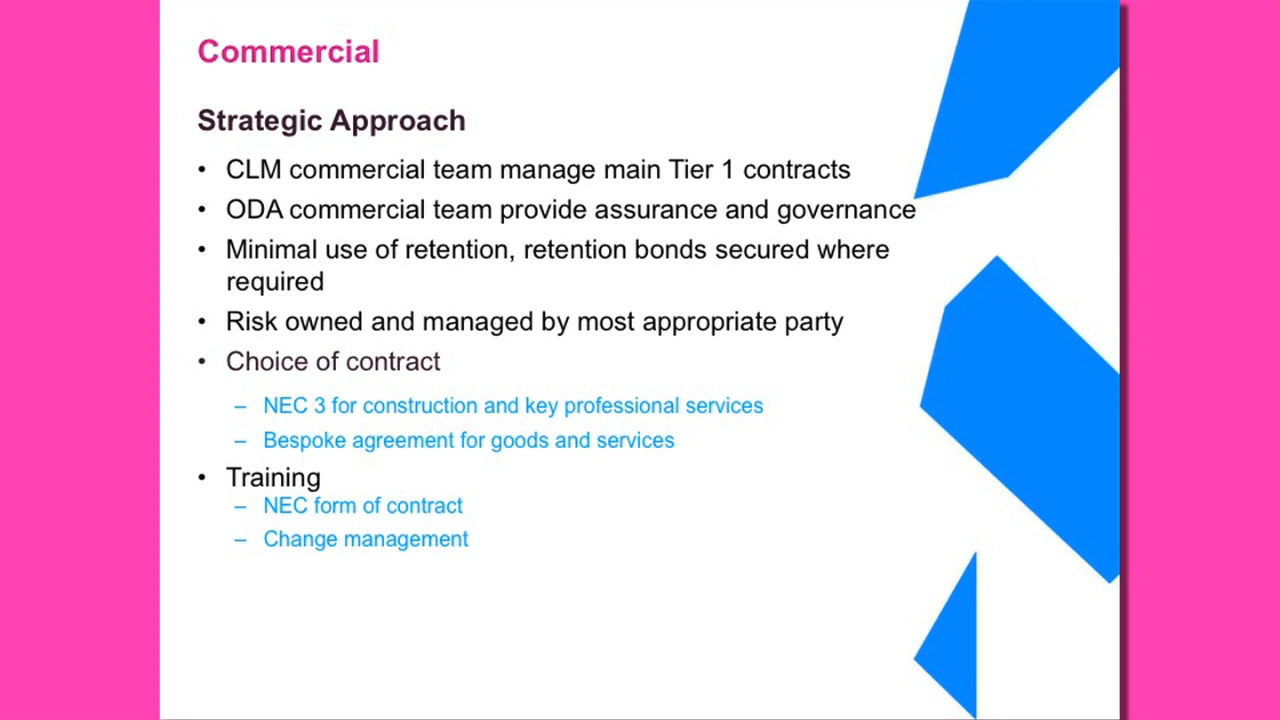 Commercial
Strategic Approach
• CLM commercial team manage main Tier 1 contracts
• ODA commercial team provide assurance and governance
• Minimal use of retention, retention bonds secured where
required
• Risk owned and managed by most appropriate party
• Choice of contract
– NEC 3 for construction and key professional services
– Bespoke agreement for goods and services
• Training
– NEC form of contract
– Change management